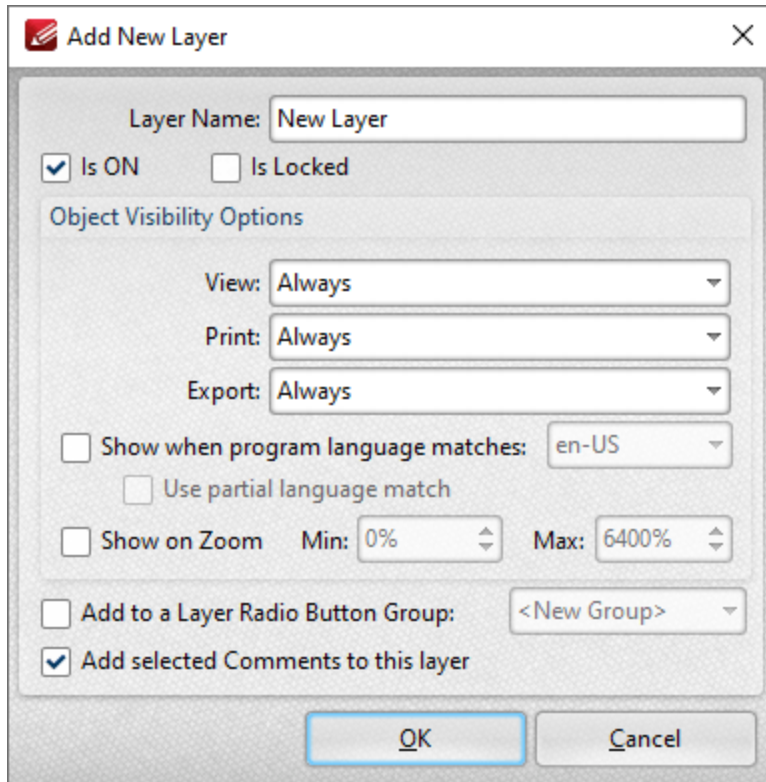 Add New Layer
Layer Name: New Layer
Is ON Is Locked
Object Visibility Options
View: Always
Print: Always
Export: Always
Show when program language matches: en-US
Use partial language match
Show on Zoom Min: 0% Max: 6400%
Add to a Layer Radio Button Group: <New Group>
Add selected Comments to this layer
OK Cancel